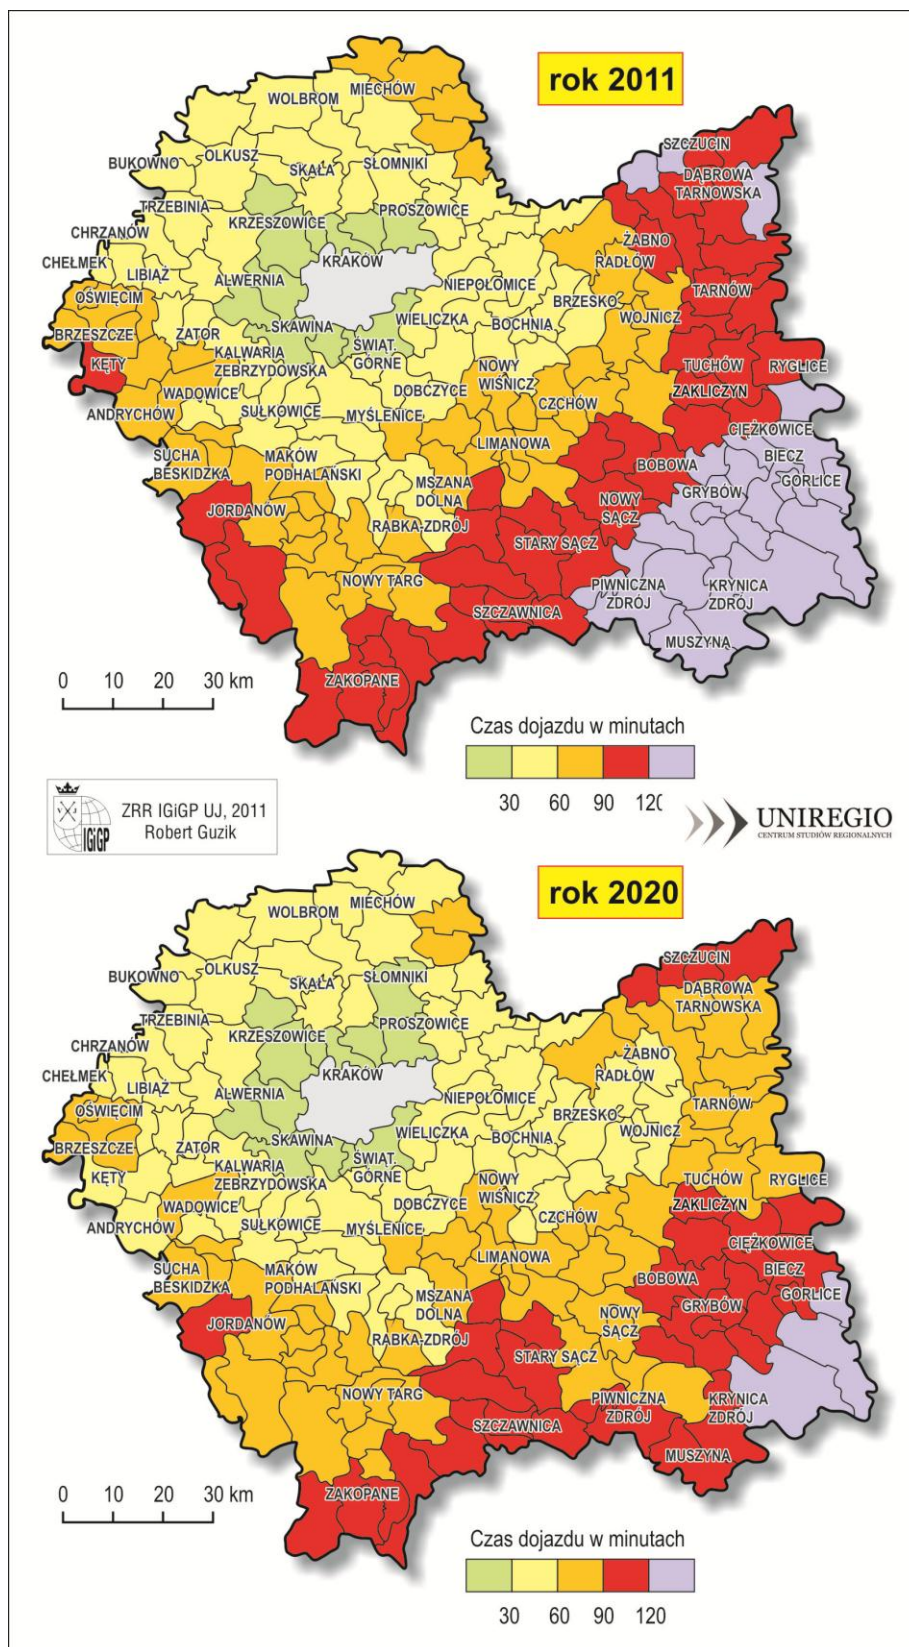 rok 2011
MIECHÓW
WOLBROM
SZCZUCIN
BUKOWNO
OLKUSZ
SKAŁA
SŁOMNIKI
DĄBROWA
TARNOWSKA
TRZEBINIA
KRZESZOWICE
PROSZOWICE
CHRZANÓW
ŻABNO
CHEŁMEK
LIBIĄŻ
KRAKÓW
RADŁÓW
ALWERNIA
NIEPOŁOMICE
TARNÓW
OŚWIĘCIM
BRZESKO
WOJNICZ
BRZESZCZE
ZATOR
SKAWINA
WIELICZKA
BOCHNIA
KĘTY
KALWARIA
ZEBRZYDOWSKA
ŚWIĄT.
GÓRNE
NOWY
WIŚNICZ
TUCHÓW
RYGLICE
WADOWICE
DOBCZYCE
ZAKLICZYN
ANDRYCHÓW
SUŁKOWICE
MYŚLENICE
CZCHÓW
CIĘŻKOWICE
SUCHA
BESKIDZKA
MAKÓW
PODHALAŃSKI
LIMANOWA
BOBOWA
BIECZ
MSZANA
DOLNA
GORLICE
GRYBÓW
JORDANÓW
RABKA-ZDRÓJ
NOWY
SĄCZ
STARY SĄCZ
NOWY TARG
PIWNICZNA
ZDRÓJ
KRYNICA
ZDRÓJ
SZCZAWNICA
MUSZYNA
ZAKOPANE
0 10 20 30 km
Czas dojazdu w minutach
30 60 90 120
IGiGP
ZRR IGiGP UJ, 2011
Robert Guzik
UNIREGIO
CENTRUM STUDIÓW REGIONALNYCH
rok 2020
MIECHÓW
WOLBROM
SZCZUCIN
BUKOWNO
OLKUSZ
SKAŁA
SŁOMNIKI
DĄBROWA
TARNOWSKA
TRZEBINIA
KRZESZOWICE
PROSZOWICE
CHRZANÓW
ŻABNO
CHEŁMEK
LIBIĄŻ
KRAKÓW
RADŁÓW
ALWERNIA
NIEPOŁOMICE
TARNÓW
OŚWIĘCIM
BRZESKO
WOJNICZ
BRZESZCZE
ZATOR
SKAWINA
WIELICZKA
BOCHNIA
KĘTY
KALWARIA
ZEBRZYDOWSKA
ŚWIĄT.
GÓRNE
NOWY
WIŚNICZ
TUCHÓW
RYGLICE
WADOWICE
DOBCZYCE
ZAKLICZYN
ANDRYCHÓW
SUŁKOWICE
MYŚLENICE
CZCHÓW
CIĘŻKOWICE
SUCHA
BESKIDZKA
MAKÓW
PODHALAŃSKI
LIMANOWA
BOBOWA
BIECZ
MSZANA
DOLNA
GORLICE
GRYBÓW
JORDANÓW
RABKA-ZDRÓJ
NOWY
SĄCZ
STARY SĄCZ
NOWY TARG
PIWNICZNA
ZDRÓJ
KRYNICA
ZDRÓJ
SZCZAWNICA
MUSZYNA
ZAKOPANE
0 10 20 30 km
Czas dojazdu w minutach
30 60 90 120